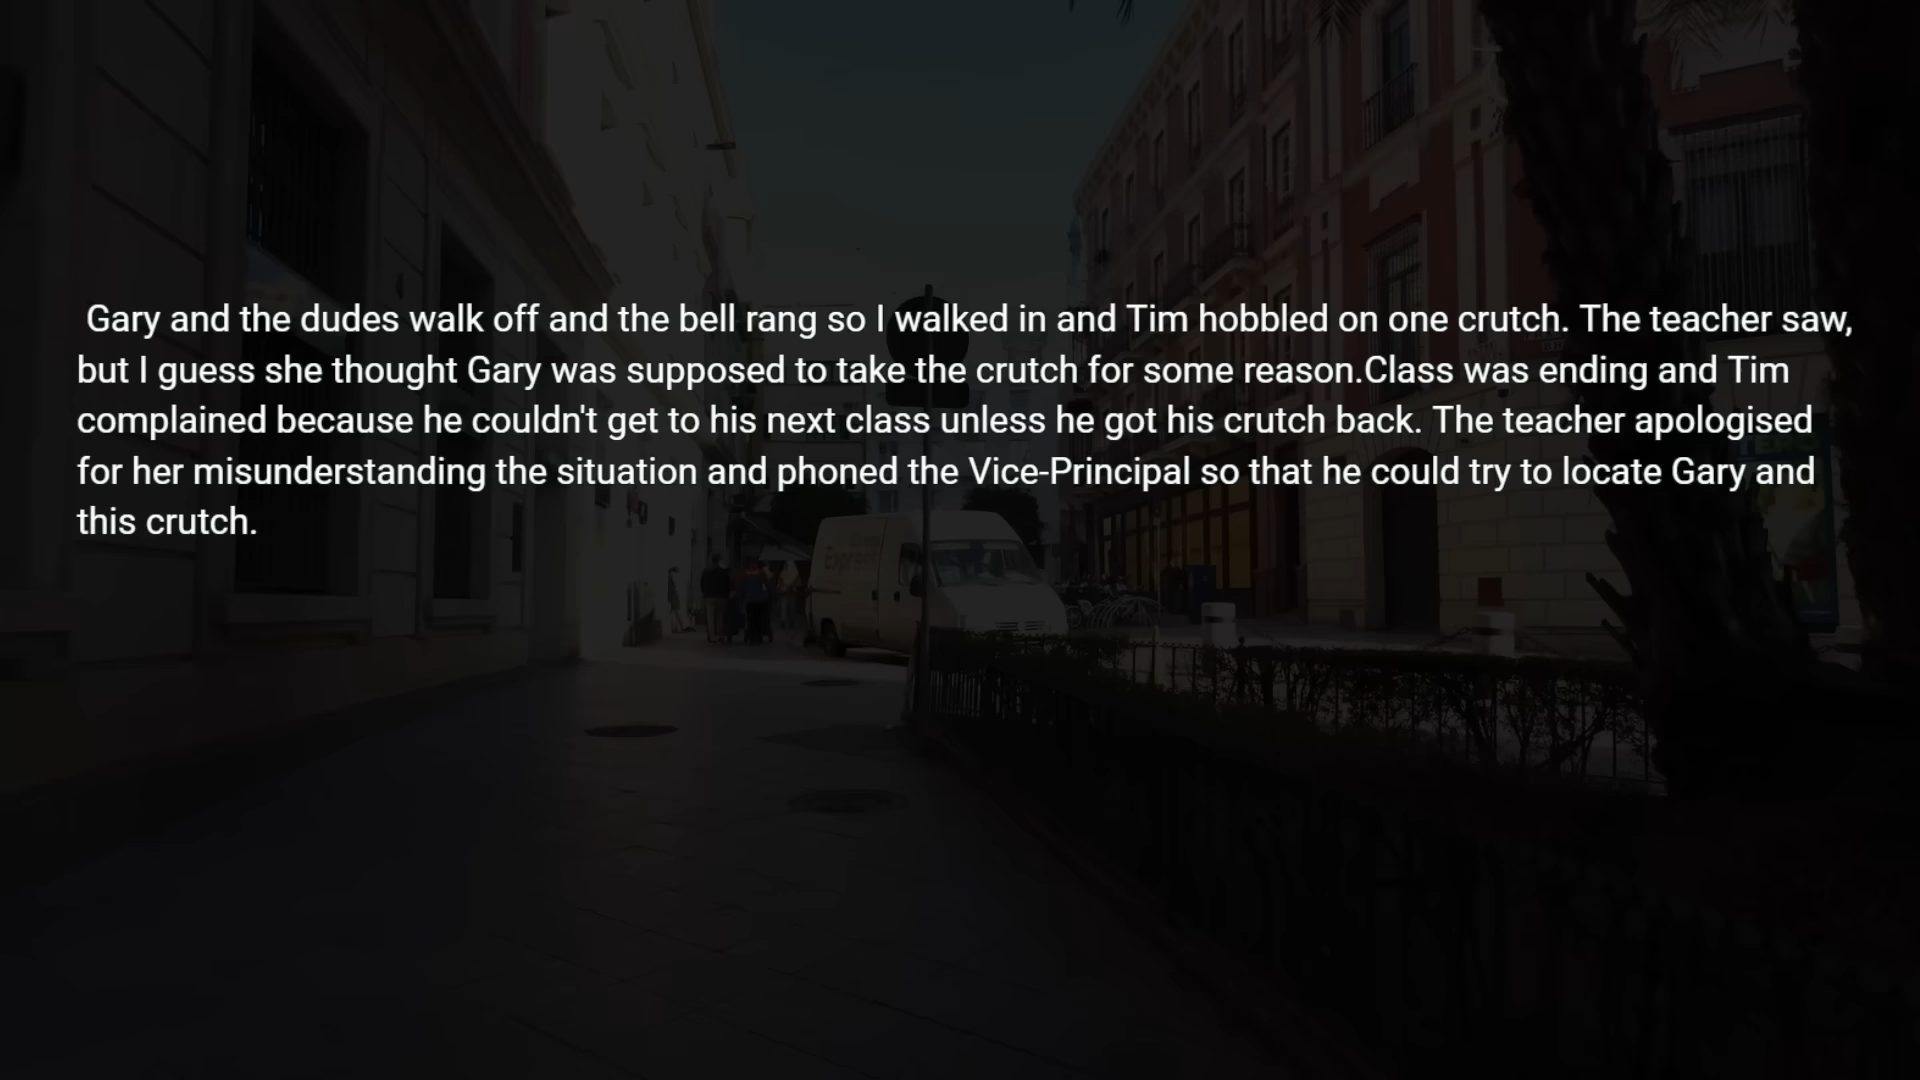 Gary and the dudes walk off and the bell rang so I walked in and Tim hobbled on one crutch. The teacher saw,
but I guess she thought Gary was supposed to take the crutch for some reason.Class was ending and Tim
complained because he couldn't get to his next class unless he got his crutch back. The teacher apologised
for her misunderstanding the situation and phoned the Vice-Principal so that he could try to locate Gary and
this crutch.
Express